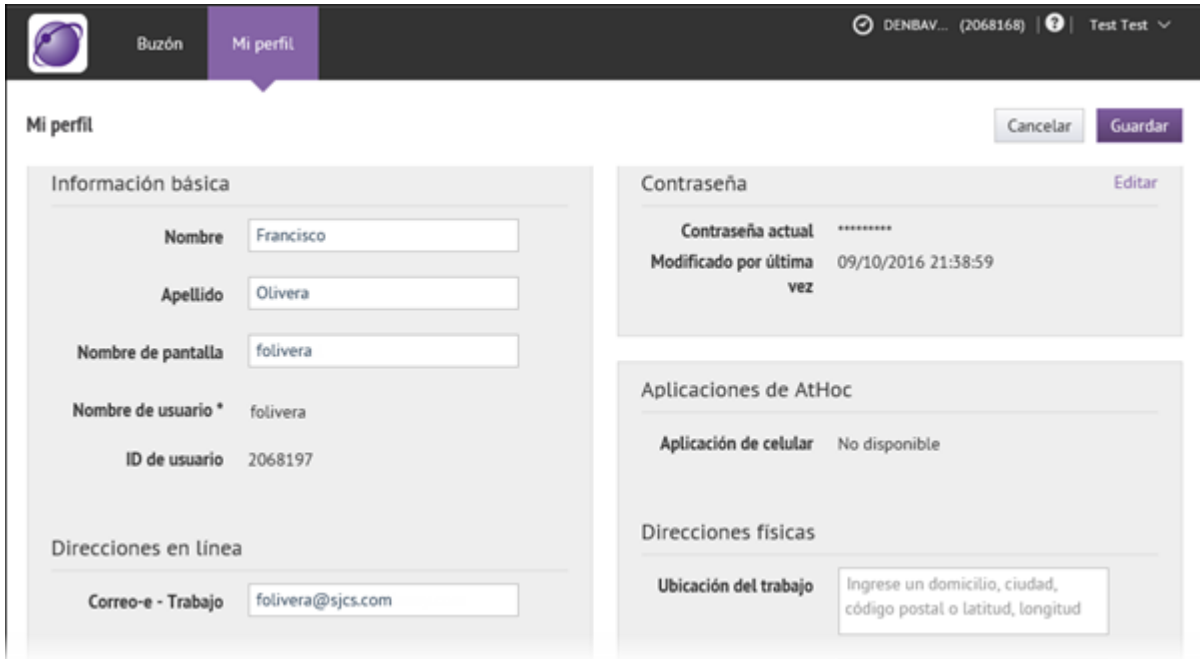 Buzón
Mi perfil
DENBAV... (2068168) | ? | Test Test
Mi perfil
Cancelar
Guardar
Información básica
Nombre
Francisco
Apellido
Olivera
Nombre de pantalla
folivera
Nombre de usuario *
folivera
ID de usuario
2068197
Direcciones en línea
Correo-e - Trabajo
folivera@sjcs.com
Contraseña
Editar
Contraseña actual
•••••••••
Modificado por última
vez
09/10/2016 21:38:59
Aplicaciones de AtHoc
Aplicación de celular
No disponible
Direcciones físicas
Ubicación del trabajo
Ingrese un domicilio, ciudad,
código postal o latitud, longitud